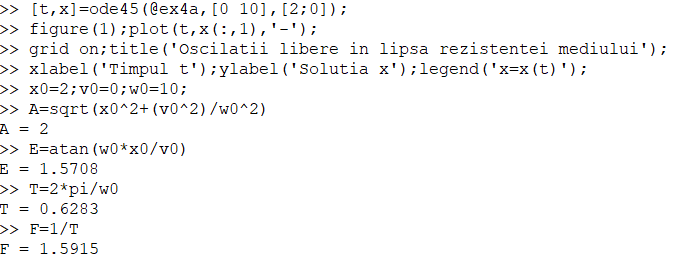 >> [t,x]=ode45(@ex4a,[0 10],[2;0]);
>> figure(1);plot(t,x(:,1),'-');
>> grid on;title('Oscilatii libere in lipsa rezistentei mediului');
>> xlabel('Timpul t');ylabel('Solutia x');legend('x=x(t)');
>> x0=2;v0=0;w0=10;
>> A=sqrt(x0^2+(v0^2)/w0^2)
A = 2
>> E=atan(w0*x0/v0)
E = 1.5708
>> T=2*pi/w0
T = 0.6283
>> F=1/T
F = 1.5915